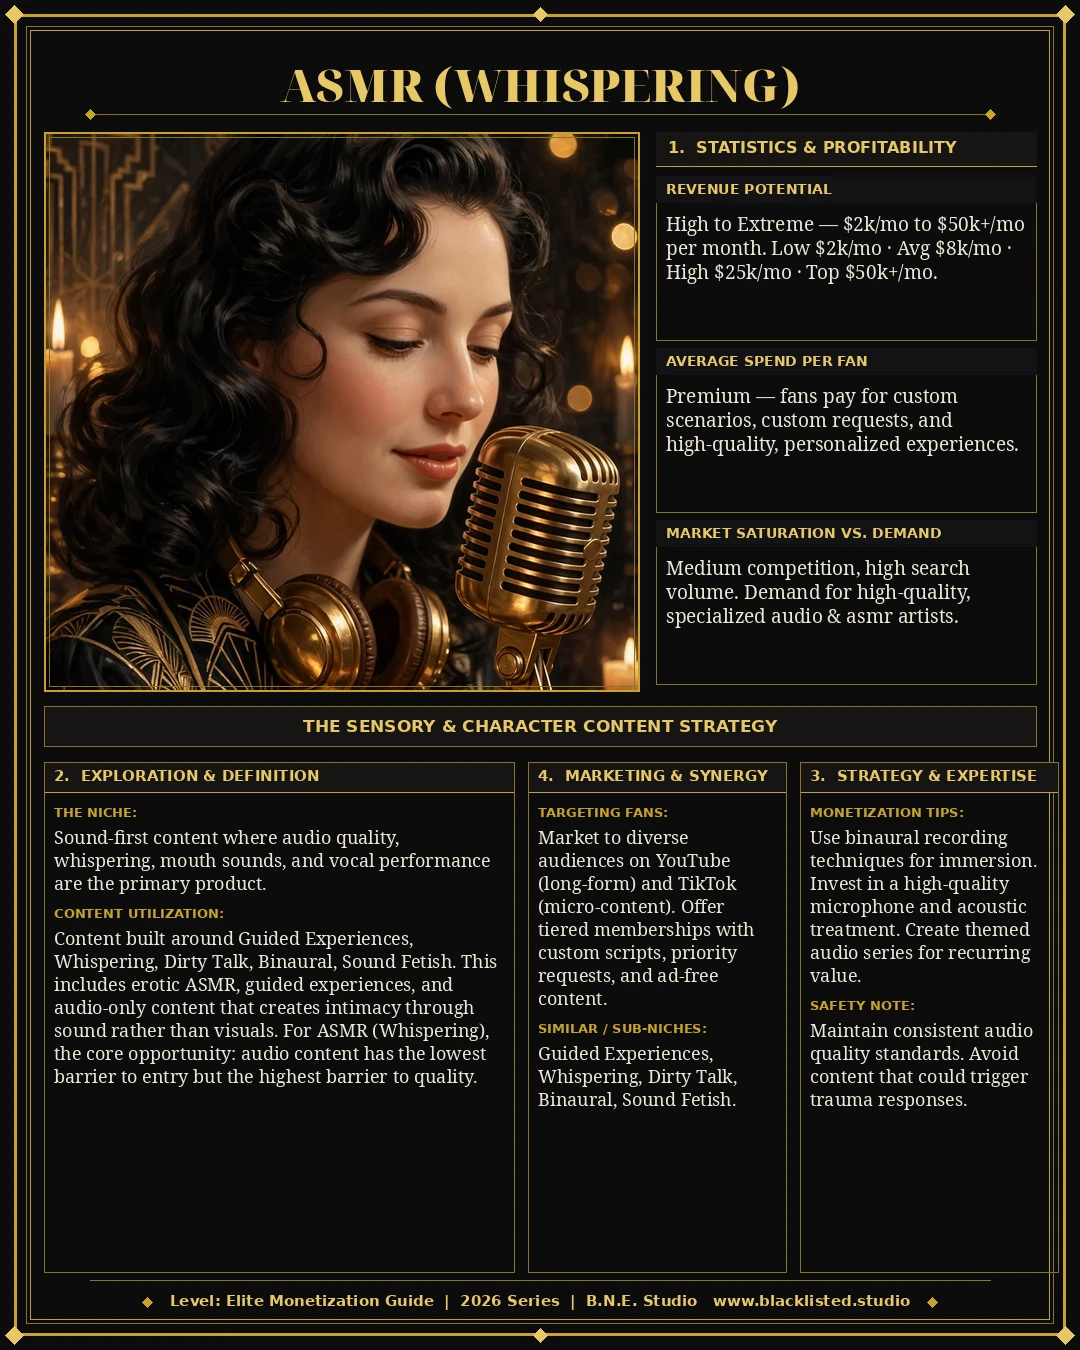 ASMR (WHISPERING)
1. STATISTICS & PROFITABILITY
REVENUE POTENTIAL
High to Extreme — $2k/mo to $50k+/mo
per month. Low $2k/mo · Avg $8k/mo ·
High $25k/mo · Top $50k+/mo.
AVERAGE SPEND PER FAN
Premium — fans pay for custom
scenarios, custom requests, and
high-quality, personalized experiences.
MARKET SATURATION VS. DEMAND
Medium competition, high search
volume. Demand for high-quality,
specialized audio & asmr artists.
THE SENSORY & CHARACTER CONTENT STRATEGY
2. EXPLORATION & DEFINITION
THE NICHE:
Sound-first content where audio quality,
whispering, mouth sounds, and vocal performance
are the primary product.
CONTENT UTILIZATION:
Content built around Guided Experiences,
Whispering, Dirty Talk, Binaural, Sound Fetish. This
includes erotic ASMR, guided experiences, and
audio-only content that creates intimacy through
sound rather than visuals. For ASMR (Whispering),
the core opportunity: audio content has the lowest
barrier to entry but the highest barrier to quality.
4. MARKETING & SYNERGY
TARGETING FANS:
Market to diverse
audiences on YouTube
(long-form) and TikTok
(micro-content). Offer
tiered memberships with
custom scripts, priority
requests, and ad-free
content.
SIMILAR / SUB-NICHES:
Guided Experiences,
Whispering, Dirty Talk,
Binaural, Sound Fetish.
3. STRATEGY & EXPERTISE
MONETIZATION TIPS:
Use binaural recording
techniques for immersion.
Invest in a high-quality
microphone and acoustic
treatment. Create themed
audio series for recurring
value.
SAFETY NOTE:
Maintain consistent audio
quality standards. Avoid
content that could trigger
trauma responses.
Level: Elite Monetization Guide | 2026 Series | B.N.E. Studio www.blacklisted.studio